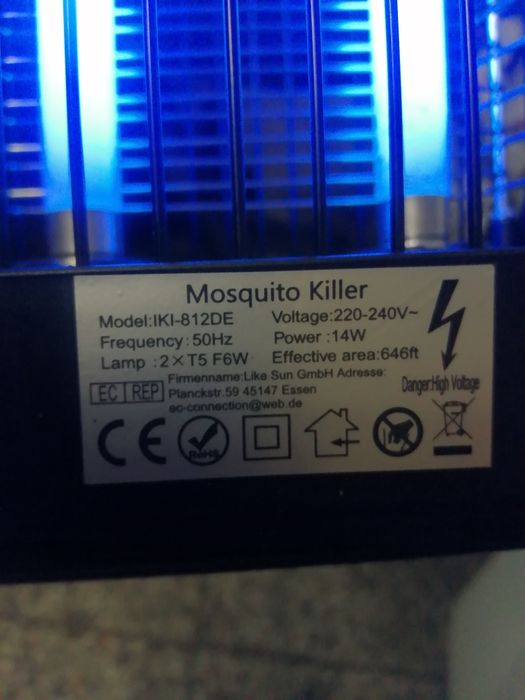 Mosquito Killer
Model:IKI-812DE Voltage:220-240V~
Frequency:50Hz Power:14W
Lamp:2×T5 F6W Effective area:646ft
Firmenname:Like Sun GmbH Adresse:
EC REP Planckstr.59 45147 Essen
ec-connection@web.de
Danger:High Voltage
CE RoHS